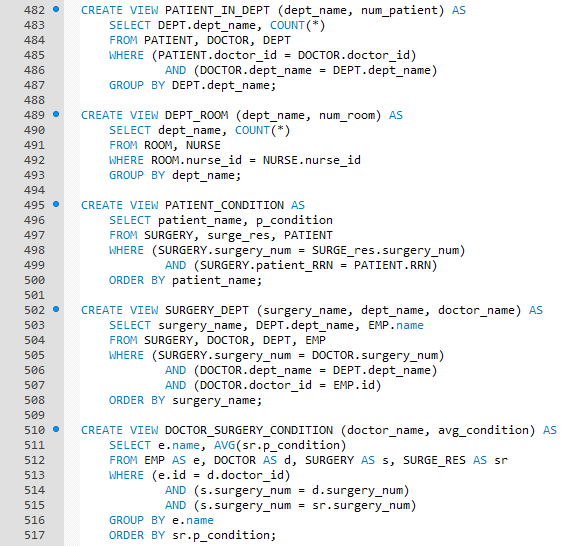 482 CREATE VIEW PATIENT_IN_DEPT (dept_name, num_patient) AS
483 SELECT DEPT.dept_name, COUNT(*)
484 FROM PATIENT, DOCTOR, DEPT
485 WHERE (PATIENT.doctor_id = DOCTOR.doctor_id)
486 AND (DOCTOR.dept_name = DEPT.dept_name)
487 GROUP BY DEPT.dept_name;
488
489 CREATE VIEW DEPT_ROOM (dept_name, num_room) AS
490 SELECT dept_name, COUNT(*)
491 FROM ROOM, NURSE
492 WHERE ROOM.nurse_id = NURSE.nurse_id
493 GROUP BY dept_name;
494
495 CREATE VIEW PATIENT_CONDITION AS
496 SELECT patient_name, p_condition
497 FROM SURGERY, surge_res, PATIENT
498 WHERE (SURGERY.surgery_num = SURGE_res.surgery_num)
499 AND (SURGERY.patient_RRN = PATIENT.RRN)
500 ORDER BY patient_name;
501
502 CREATE VIEW SURGERY_DEPT (surgery_name, dept_name, doctor_name) AS
503 SELECT surgery_name, DEPT.dept_name, EMP.name
504 FROM SURGERY, DOCTOR, DEPT, EMP
505 WHERE (SURGERY.surgery_num = DOCTOR.surgery_num)
506 AND (DOCTOR.dept_name = DEPT.dept_name)
507 AND (DOCTOR.doctor_id = EMP.id)
508 ORDER BY surgery_name;
509
510 CREATE VIEW DOCTOR_SURGERY_CONDITION (doctor_name, avg_condition) AS
511 SELECT e.name, AVG(sr.p_condition)
512 FROM EMP AS e, DOCTOR AS d, SURGERY AS s, SURGE_RES AS sr
513 WHERE (e.id = d.doctor_id)
514 AND (s.surgery_num = d.surgery_num)
515 AND (s.surgery_num = sr.surgery_num)
516 GROUP BY e.name
517 ORDER BY sr.p_condition;